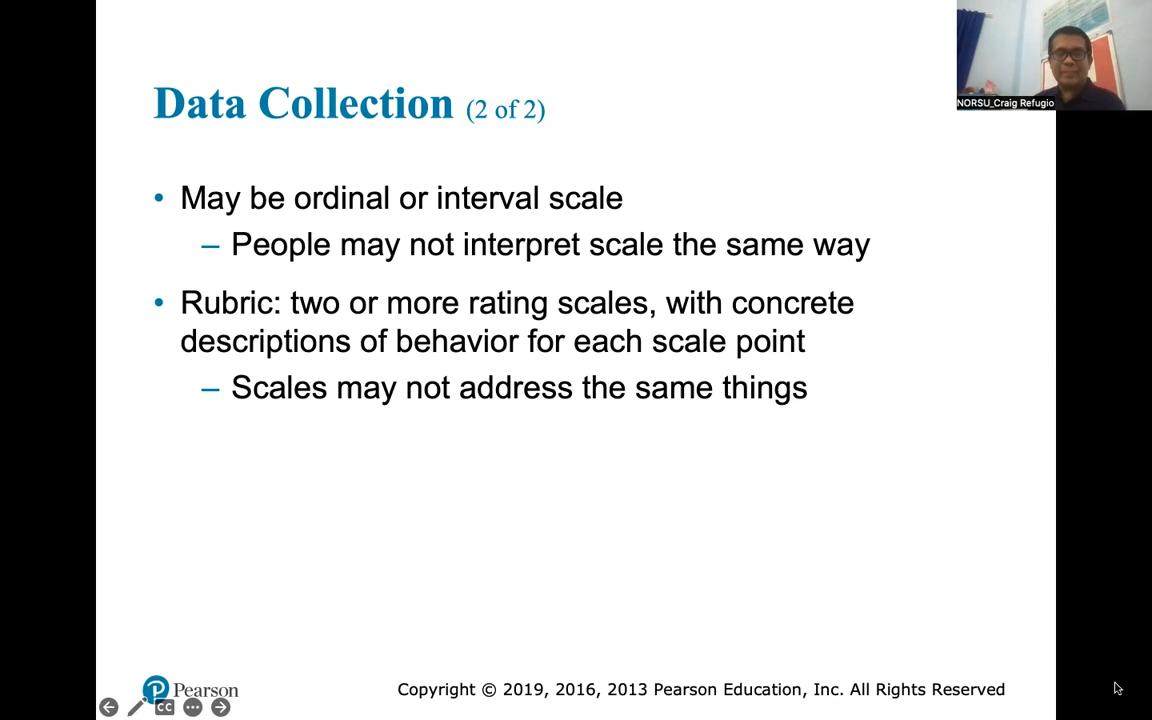 Data Collection (2 of 2)
NORSU_Craig Refugio
• May be ordinal or interval scale
– People may not interpret scale the same way
• Rubric: two or more rating scales, with concrete
descriptions of behavior for each scale point
– Scales may not address the same things
Pearson
Copyright © 2019, 2016, 2013 Pearson Education, Inc. All Rights Reserved
CC